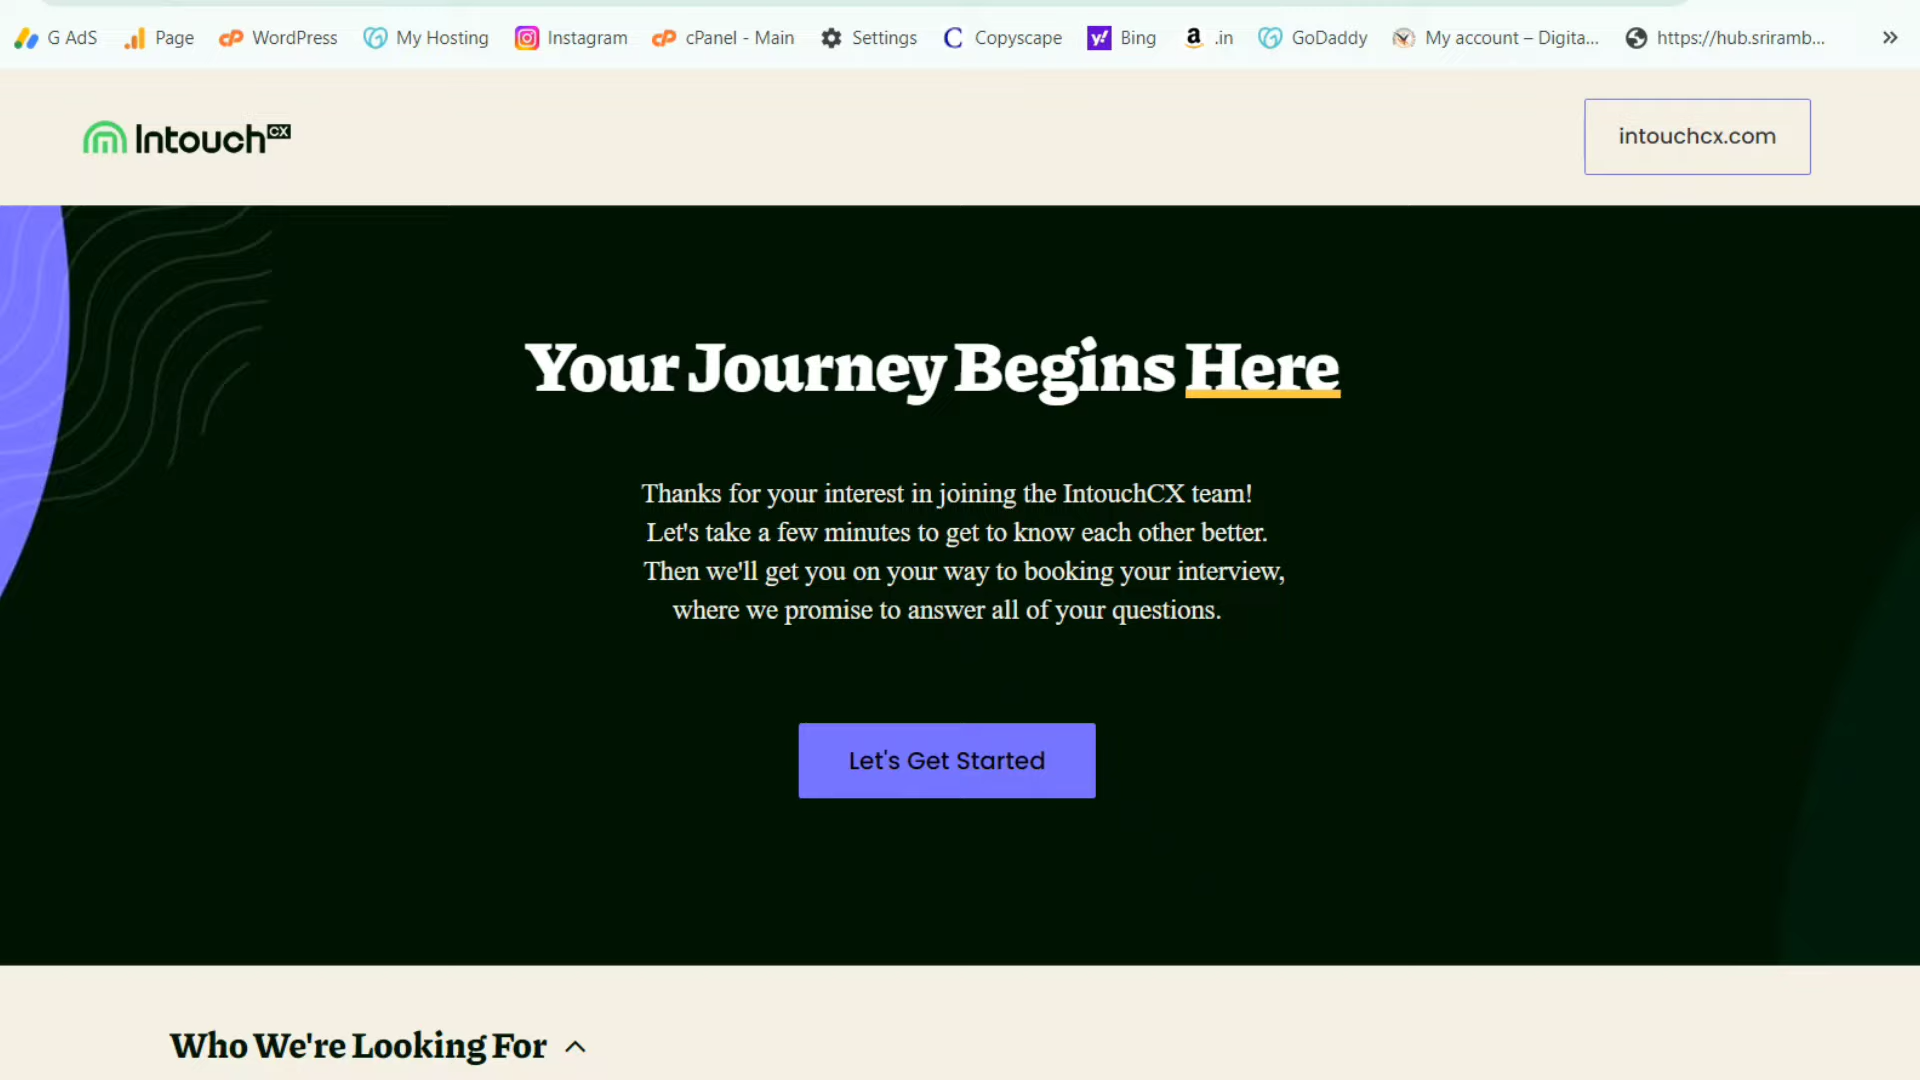 G AdS Page WordPress My Hosting Instagram cPanel - Main Settings Copyscape Bing .in GoDaddy My account – Digita... https://hub.sriramb... »
Intouch CX
intouchcx.com
Your Journey Begins Here
Thanks for your interest in joining the IntouchCX team!
Let's take a few minutes to get to know each other better.
Then we'll get you on your way to booking your interview,
where we promise to answer all of your questions.
Let's Get Started
Who We're Looking For